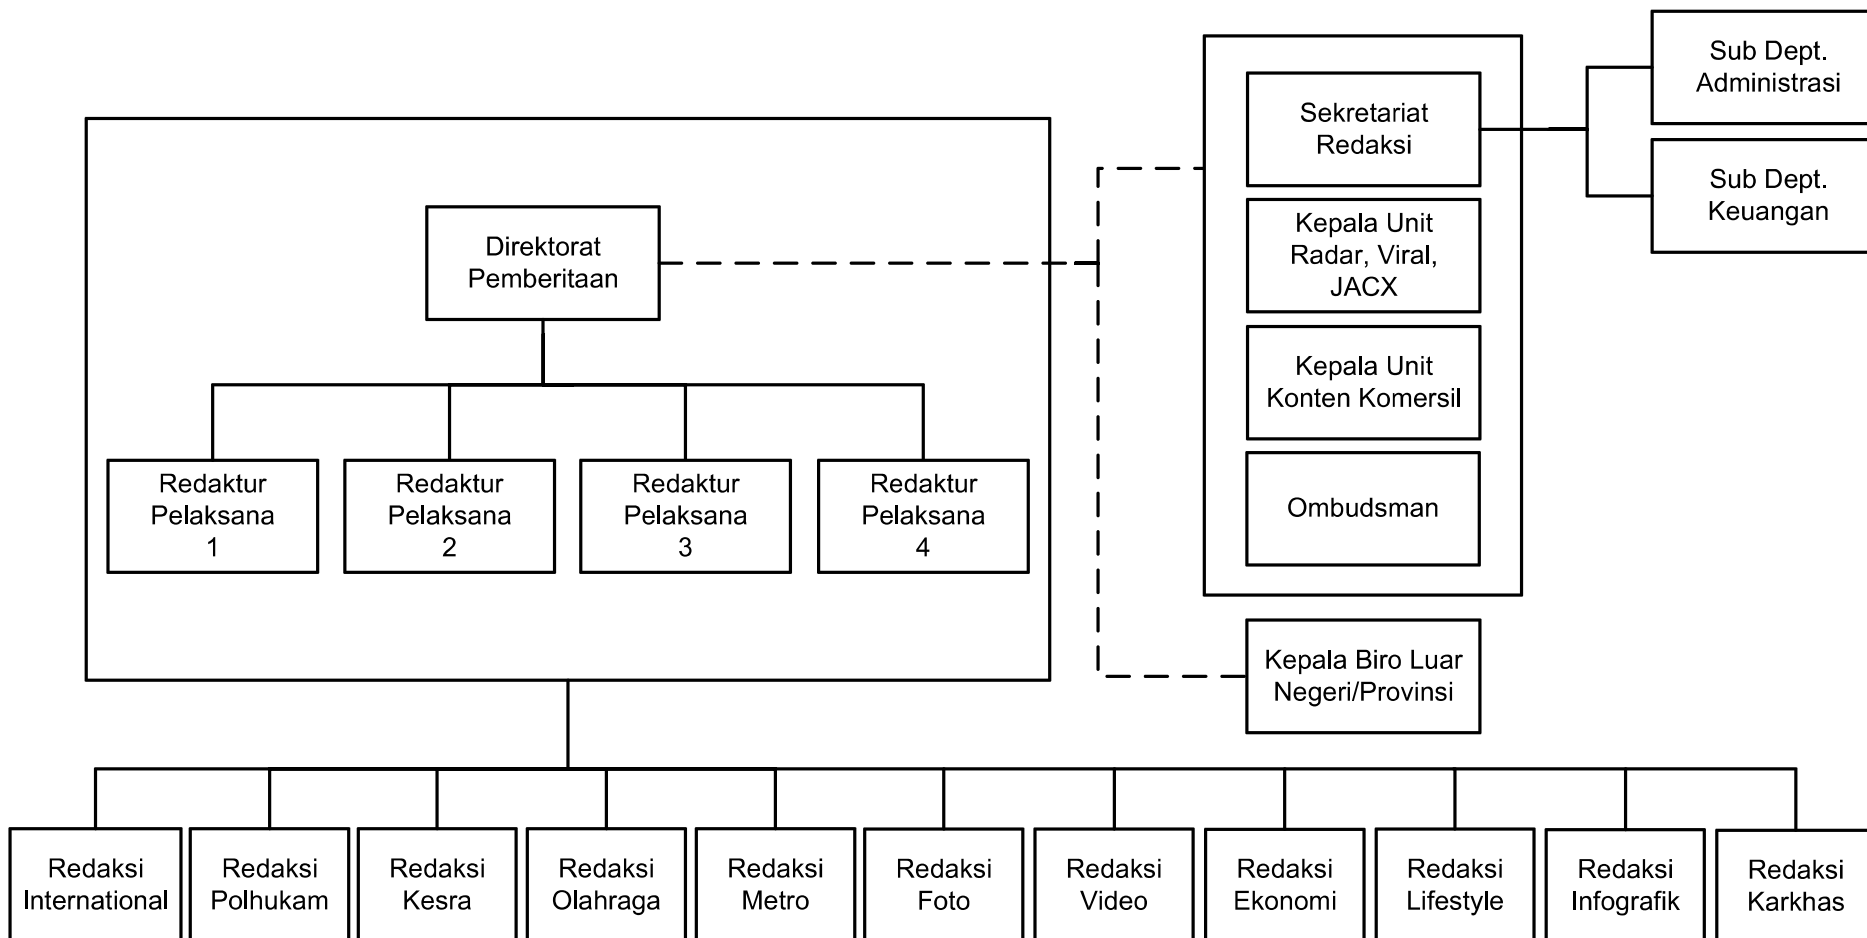 Sub Dept.
Administrasi
Sekretariat
Redaksi
Sub Dept.
Keuangan
Direktorat
Pemberitaan
Kepala Unit
Radar, Viral,
JACX
Kepala Unit
Konten Komersil
Redaktur
Pelaksana
1
Redaktur
Pelaksana
2
Redaktur
Pelaksana
3
Redaktur
Pelaksana
4
Ombudsman
Kepala Biro Luar
Negeri/Provinsi
Redaksi
International
Redaksi
Polhukam
Redaksi
Kesra
Redaksi
Olahraga
Redaksi
Metro
Redaksi
Foto
Redaksi
Video
Redaksi
Ekonomi
Redaksi
Lifestyle
Redaksi
Infografik
Redaksi
Karkhas